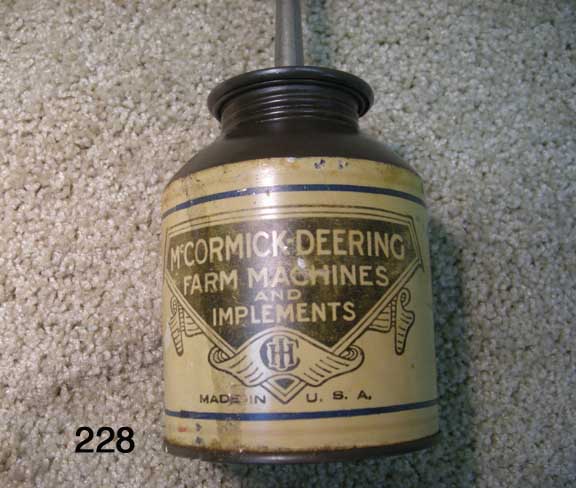 McCORMICK-DEERING
FARM MACHINES
AND
IMPLEMENTS
IHC
MADE IN U. S. A.
228